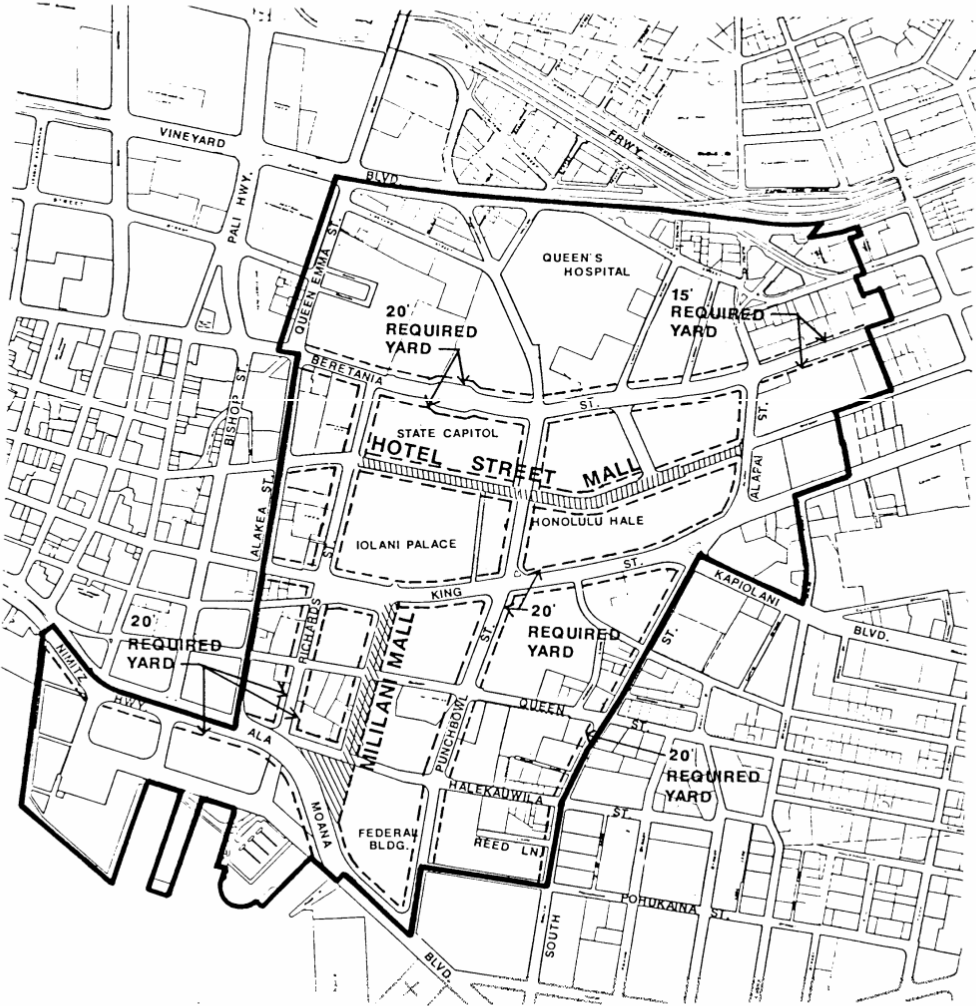 VINEYARD
BLVD.
FRWY.
PALI HWY.
QUEEN EMMA ST.
QUEEN'S
HOSPITAL
20'
REQUIRED
YARD
15'
REQUIRED
YARD
BERETANIA
ST.
BISHOP ST.
STATE CAPITOL
HOTEL STREET MALL
ALAPAI
ST.
ALAKEA ST.
HONOLULU HALE
IOLANI PALACE
ST.
KING
ST.
KAPIOLANI
BLVD.
RICHARDS
MILILANI MALL
20'
REQUIRED
YARD
20'
REQUIRED
YARD
ST.
ST.
NIMITZ
HWY.
ALA
MOANA
BLVD.
PUNCHBOWL
QUEEN
ST.
20'
REQUIRED
YARD
HALEKAUWILA
ST.
FEDERAL
BLDG.
REED LN.
POHUKAINA ST.
SOUTH